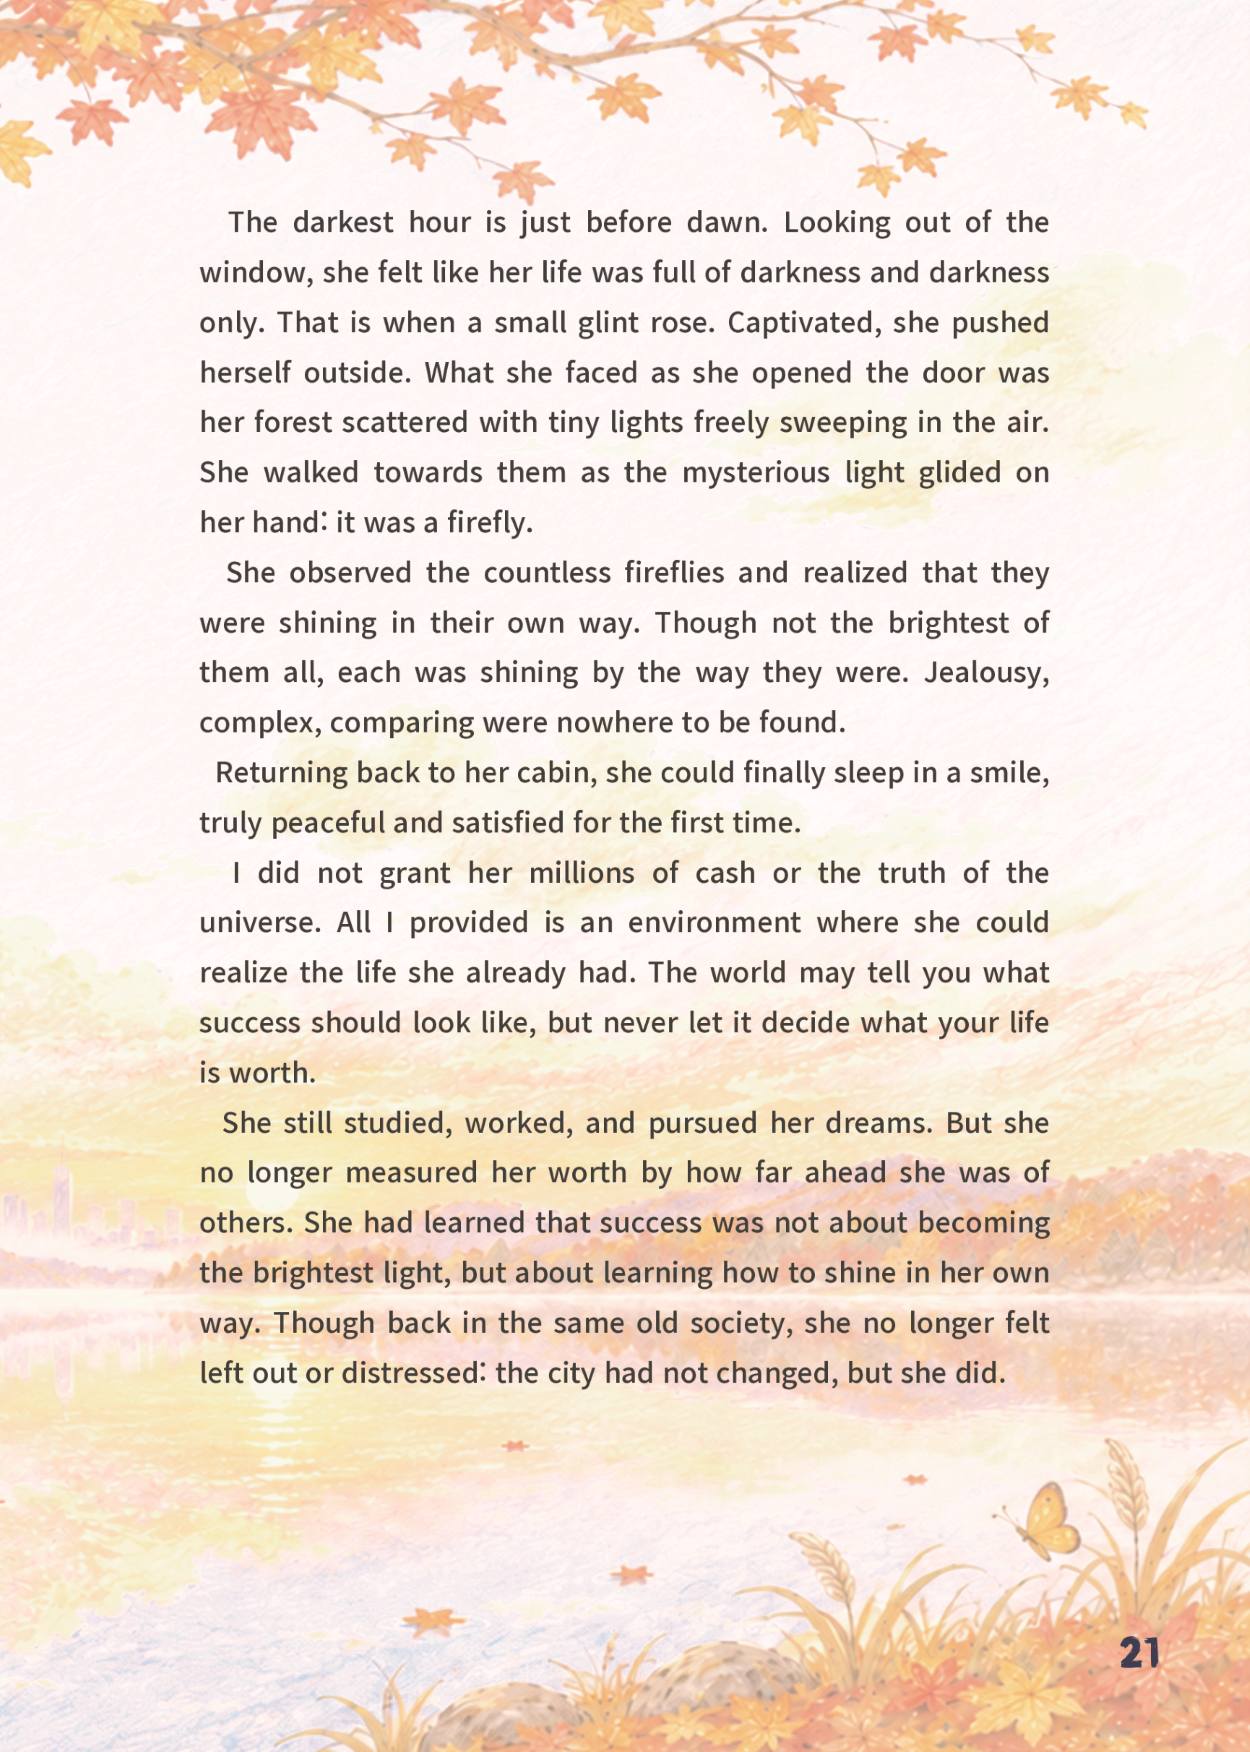 The darkest hour is just before dawn. Looking out of the
window, she felt like her life was full of darkness and darkness
only. That is when a small glint rose. Captivated, she pushed
herself outside. What she faced as she opened the door was
her forest scattered with tiny lights freely sweeping in the air.
She walked towards them as the mysterious light glided on
her hand: it was a firefly.
She observed the countless fireflies and realized that they
were shining in their own way. Though not the brightest of
them all, each was shining by the way they were. Jealousy,
complex, comparing were nowhere to be found.
Returning back to her cabin, she could finally sleep in a smile,
truly peaceful and satisfied for the first time.
I did not grant her millions of cash or the truth of the
universe. All I provided is an environment where she could
realize the life she already had. The world may tell you what
success should look like, but never let it decide what your life
is worth.
She still studied, worked, and pursued her dreams. But she
no longer measured her worth by how far ahead she was of
others. She had learned that success was not about becoming
the brightest light, but about learning how to shine in her own
way. Though back in the same old society, she no longer felt
left out or distressed: the city had not changed, but she did.
21